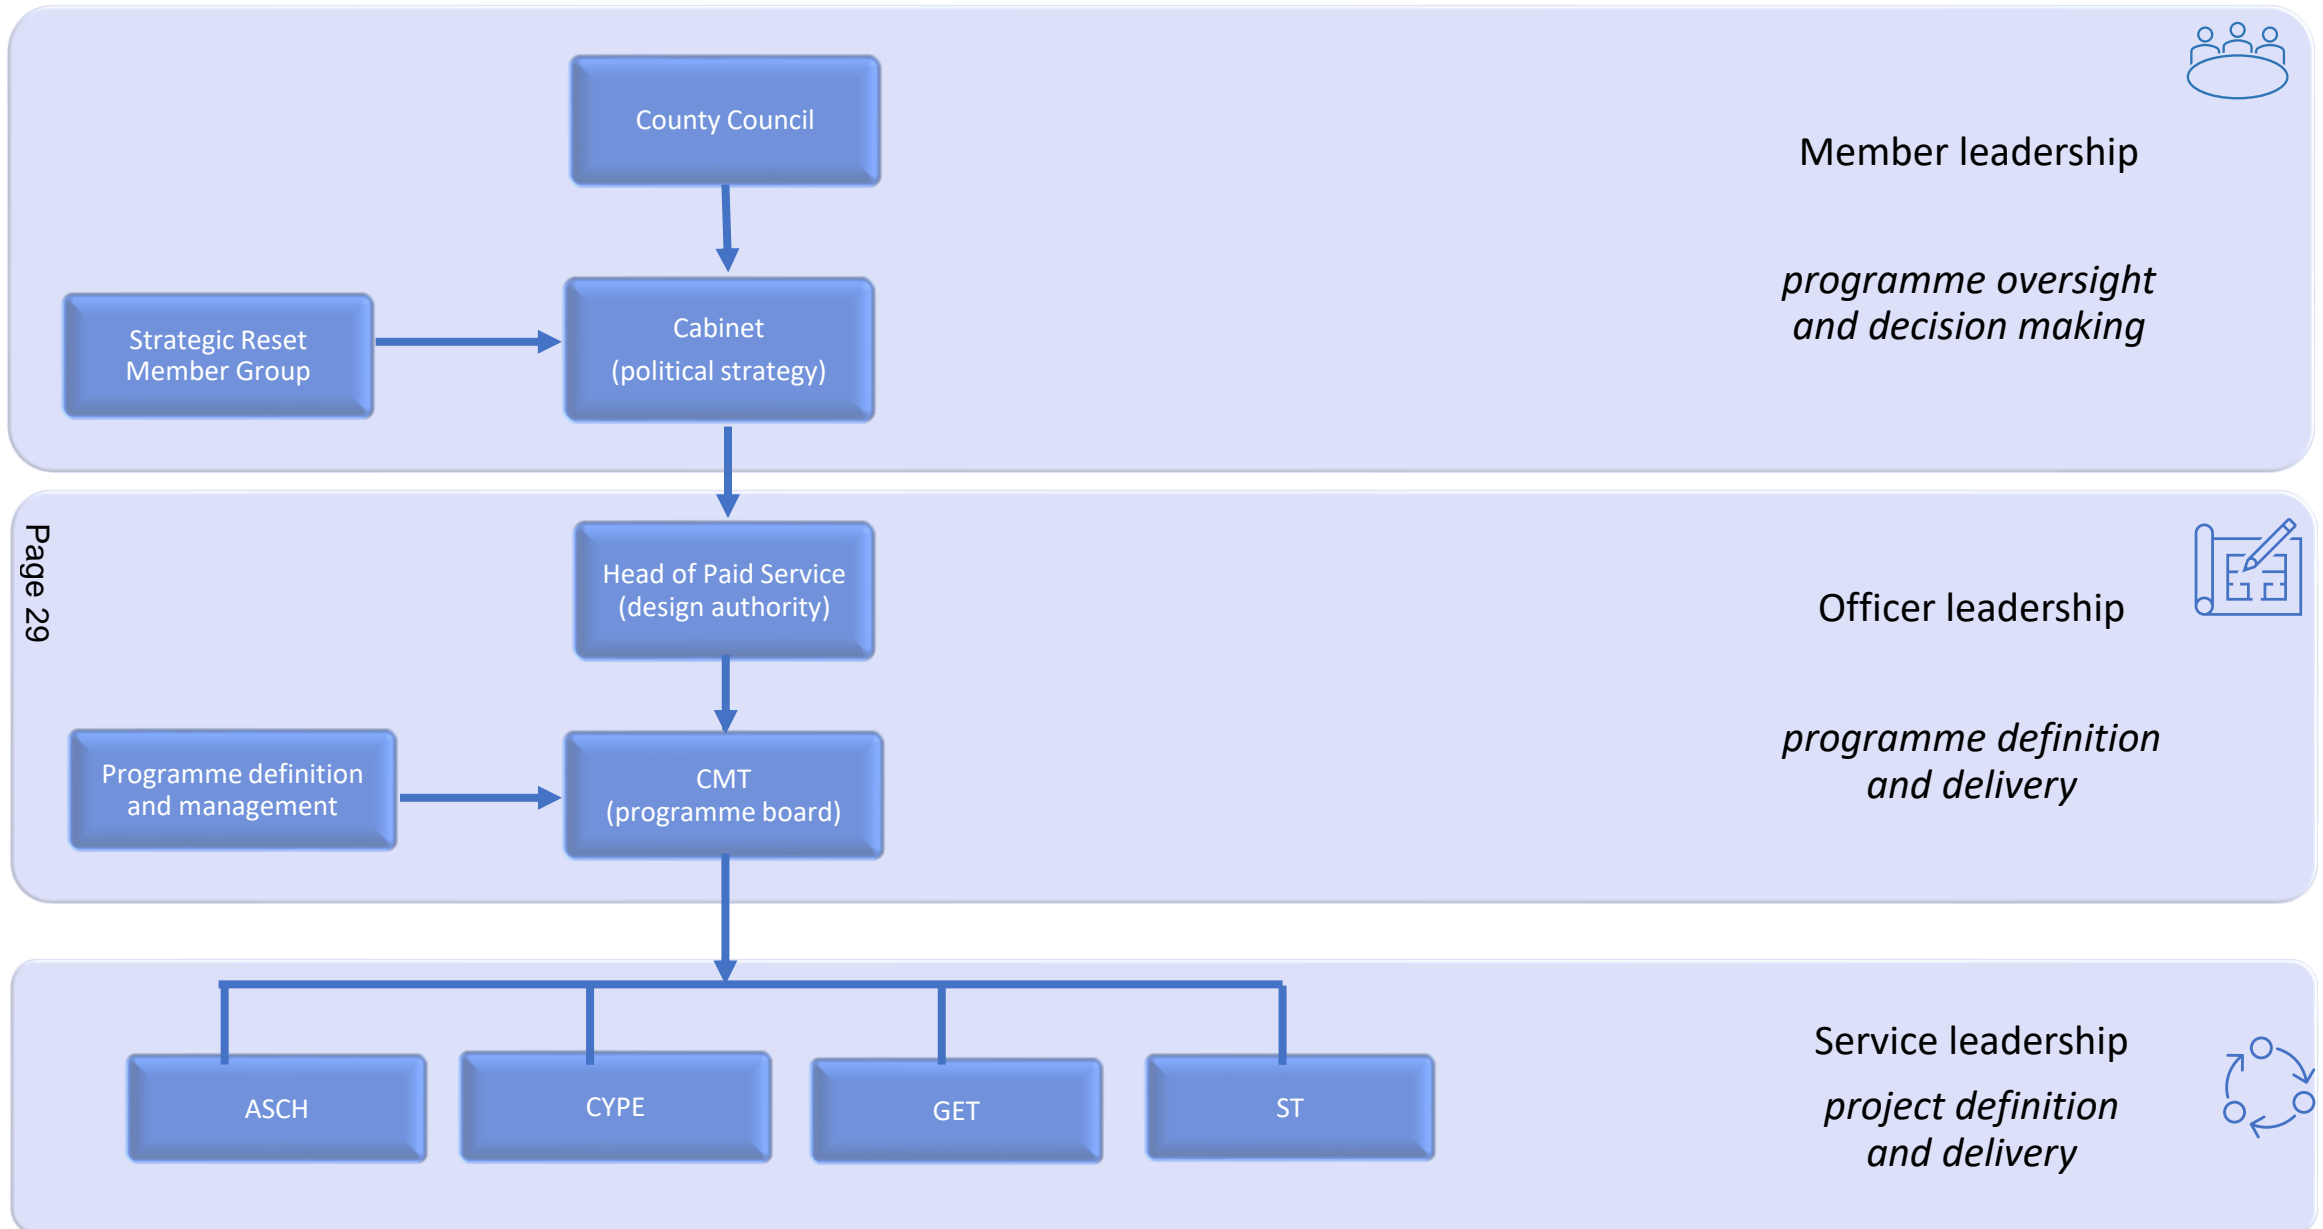 County Council
Member leadership
programme oversight
and decision making
Strategic Reset
Member Group
Cabinet
(political strategy)
Page 29
Head of Paid Service
(design authority)
Officer leadership
programme definition
and delivery
Programme definition
and management
CMT
(programme board)
Service leadership
project definition
and delivery
ASCH
CYPE
GET
ST